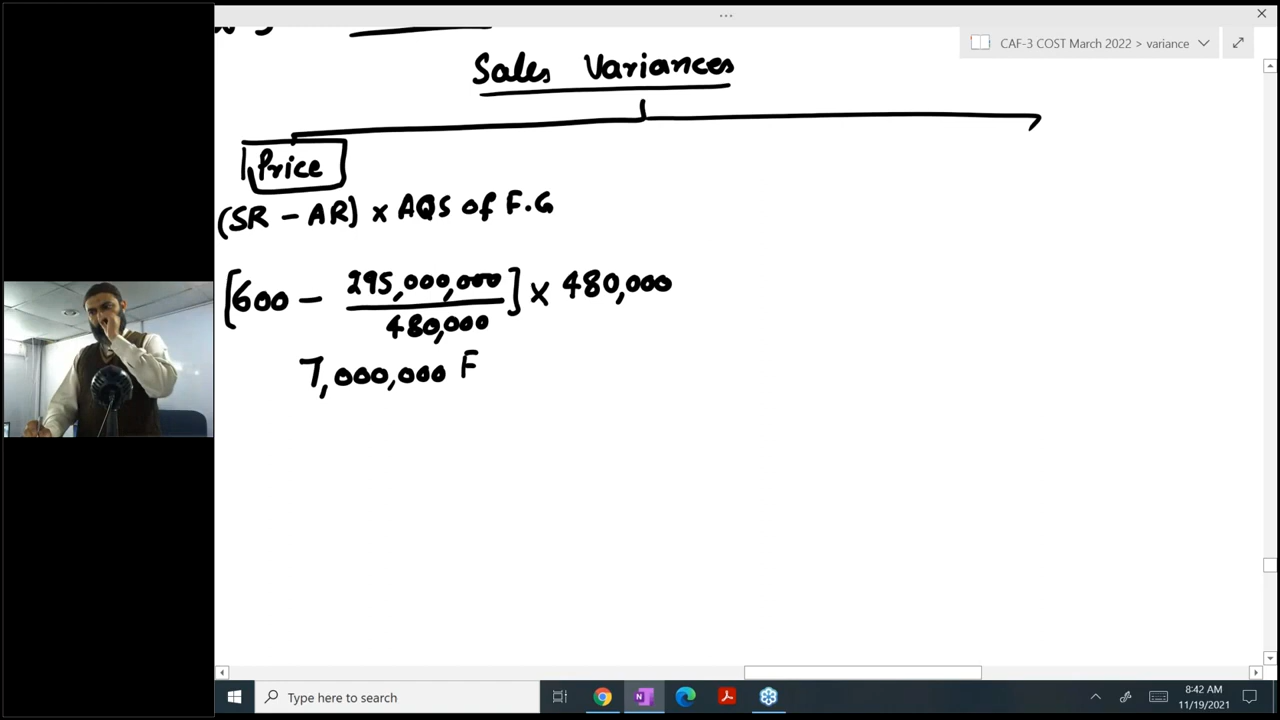 CAF-3 COST March 2022 > variance
Sales Variances
Price
(SR - AR) x AQS of F.G
[600 - 295,000,000 / 480,000] x 480,000
7,000,000 F
Type here to search
8:42 AM
11/19/2021